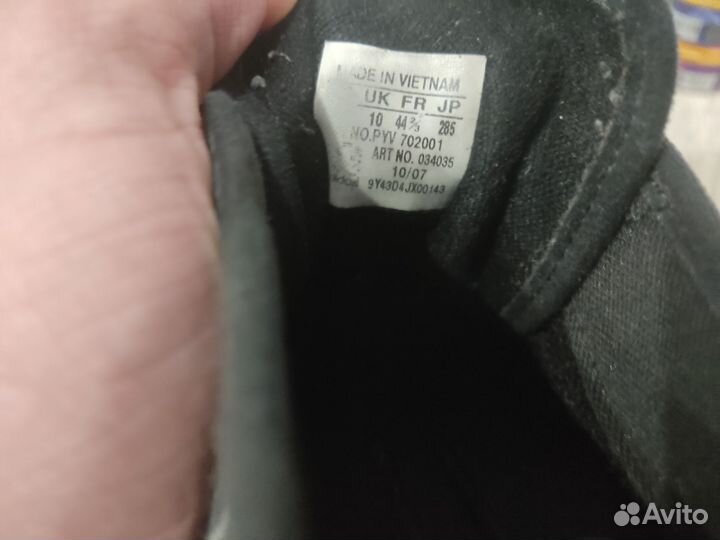 MADE IN VIETNAM
UK FR JP
10 44⅔ 285
NO.PYV 702001
ART NO. 034035
10/07
adidas 9Y43D4JX00143
Avito